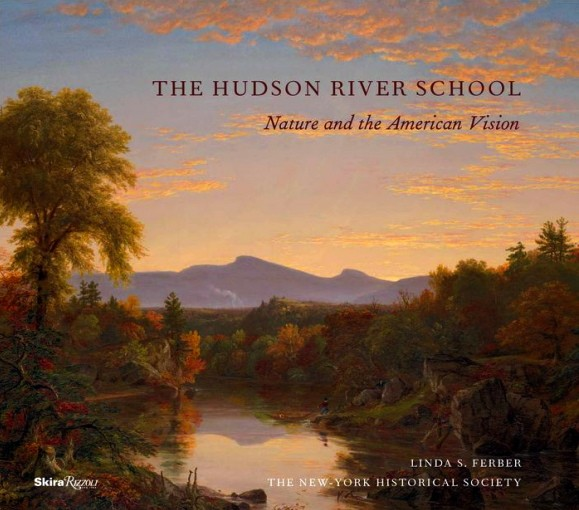 THE HUDSON RIVER SCHOOL
Nature and the American Vision
LINDA S. FERBER
THE NEW-YORK HISTORICAL SOCIETY
Skira Rizzoli